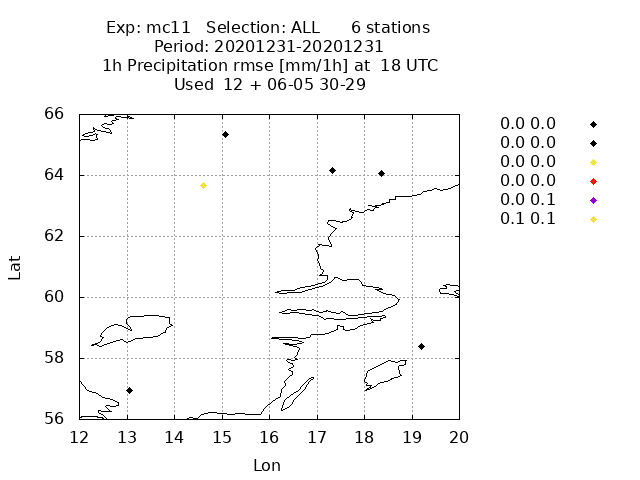 Exp: mc11 Selection: ALL 6 stations
Period: 20201231-20201231
1h Precipitation rmse [mm/1h] at 18 UTC
Used 12 + 06-05 30-29
66
64
62
60
58
56
Lat
12 13 14 15 16 17 18 19 20
Lon
0.0 0.0
0.0 0.0
0.0 0.0
0.0 0.0
0.0 0.1
0.1 0.1